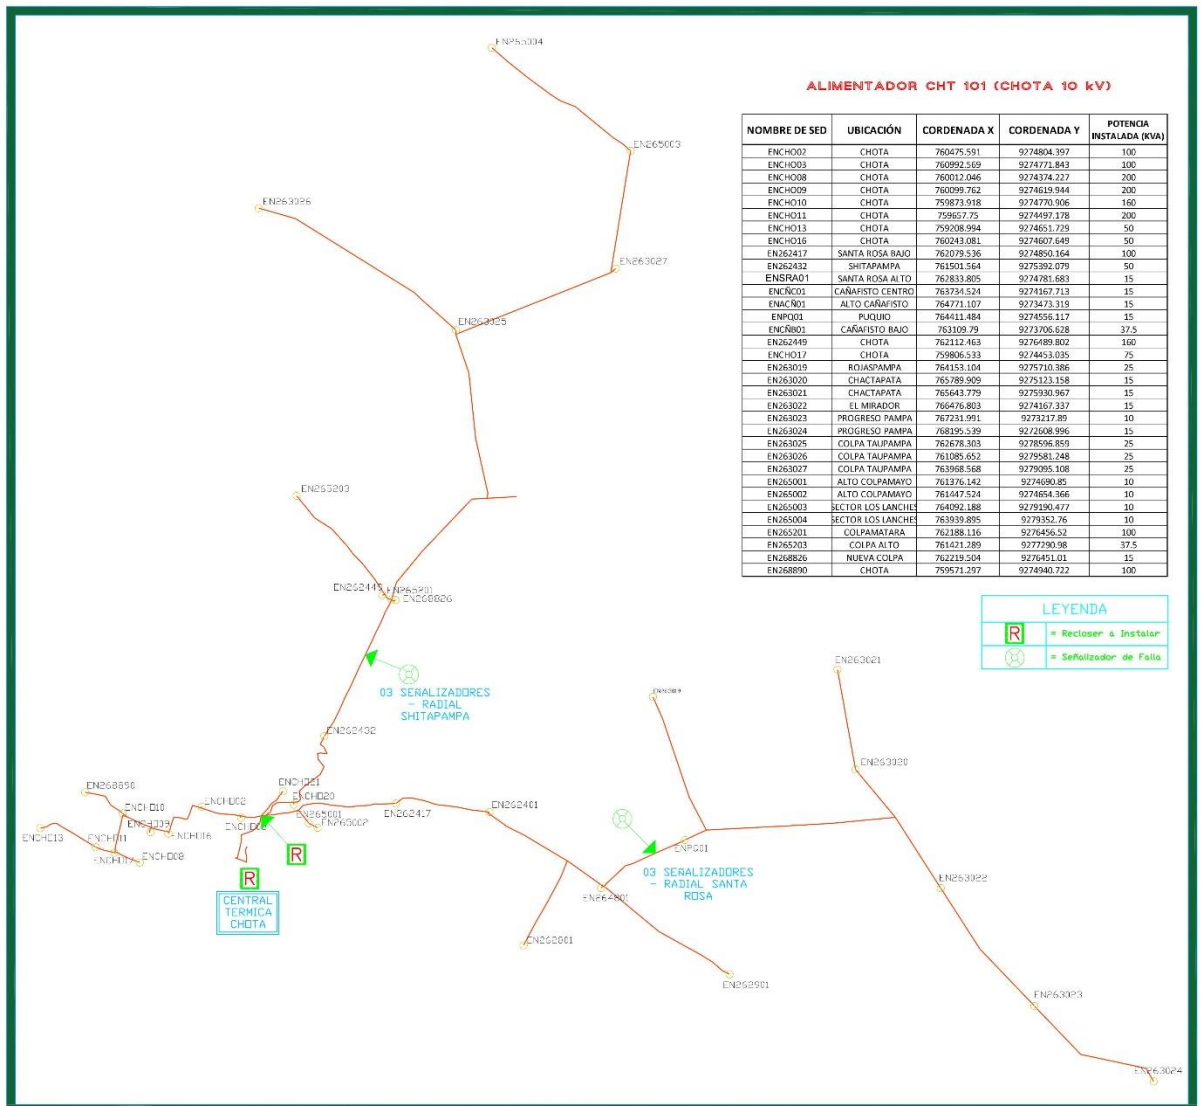 ALIMENTADOR CHT 101 (CHOTA 10 kV)
NOMBRE DE SED UBICACIÓN CORDENADA X CORDENADA Y POTENCIA INSTALADA (KVA)
ENCHO02 CHOTA 760475.591 9274804.397 100
ENCHO03 CHOTA 760992.569 9274771.843 100
ENCHO08 CHOTA 760012.046 9274374.227 200
ENCHO09 CHOTA 760099.762 9274619.944 200
ENCHO10 CHOTA 759873.918 9274770.906 160
ENCHO11 CHOTA 759657.75 9274497.178 200
ENCHO13 CHOTA 759208.994 9274651.729 50
ENCHO16 CHOTA 760243.081 9274607.649 50
EN262417 SANTA ROSA BAJO 762079.536 9274850.164 100
EN262432 SHITAPAMPA 761501.564 9275392.079 50
ENSRA01 SANTA ROSA ALTO 762833.805 9274781.683 15
ENCÑC01 CAÑAFISTO CENTRO 763734.524 9274167.713 15
ENACÑ01 ALTO CAÑAFISTO 764771.107 9273473.319 15
ENPQ01 PUQUIO 764411.484 9274556.117 15
ENCÑB01 CAÑAFISTO BAJO 763109.79 9273706.628 37.5
EN262449 CHOTA 762112.463 9276489.802 160
ENCHO17 CHOTA 759806.533 9274453.035 75
EN263019 ROJASPAMPA 764153.104 9275710.386 25
EN263020 CHACTAPATA 765789.909 9275123.158 15
EN263021 CHACTAPATA 765643.779 9275930.967 15
EN263022 EL MIRADOR 766476.803 9274167.337 15
EN263023 PROGRESO PAMPA 767231.991 9273217.89 10
EN263024 PROGRESO PAMPA 768195.539 9272608.996 15
EN263025 COLPA TAUPAMPA 762678.303 9278596.859 25
EN263026 COLPA TAUPAMPA 761085.652 9279581.248 25
EN263027 COLPA TAUPAMPA 763968.568 9279095.108 25
EN265001 ALTO COLPAMAYO 761376.142 9274690.85 10
EN265002 ALTO COLPAMAYO 761447.524 9274654.366 10
EN265003 SECTOR LOS LANCHES 764092.188 9279190.477 10
EN265004 SECTOR LOS LANCHES 763939.895 9279352.76 10
EN265201 COLPAMATARA 762188.116 9276456.52 100
EN265203 COLPA ALTO 761421.289 9277290.98 37.5
EN268826 NUEVA COLPA 762219.504 9276451.01 15
EN268890 CHOTA 759571.297 9274940.722 100
LEYENDA
R = Recloser a Instalar
= Señalizador de Falla
EN265004
EN265003
EN263026
EN263027
EN263025
EN265203
EN262449
EN265201
EN268826
03 SEÑALIZADORES
- RADIAL
SHITAPAMPA
EN262432
EN263021
EN263020
EN268890
ENCHO21
ENCHO20
ENCHO02
ENCHO10
EN265001
EN265002
EN262417
EN262401
ENCHO13
ENCHO11
ENCHO09
ENCHO16
ENCHO17
ENCHO08
R
R
CENTRAL
TERMICA
CHOTA
03 SEÑALIZADORES
- RADIAL SANTA
ROSA
EN264801
EN263022
EN262801
EN262901
EN263023
EN263024